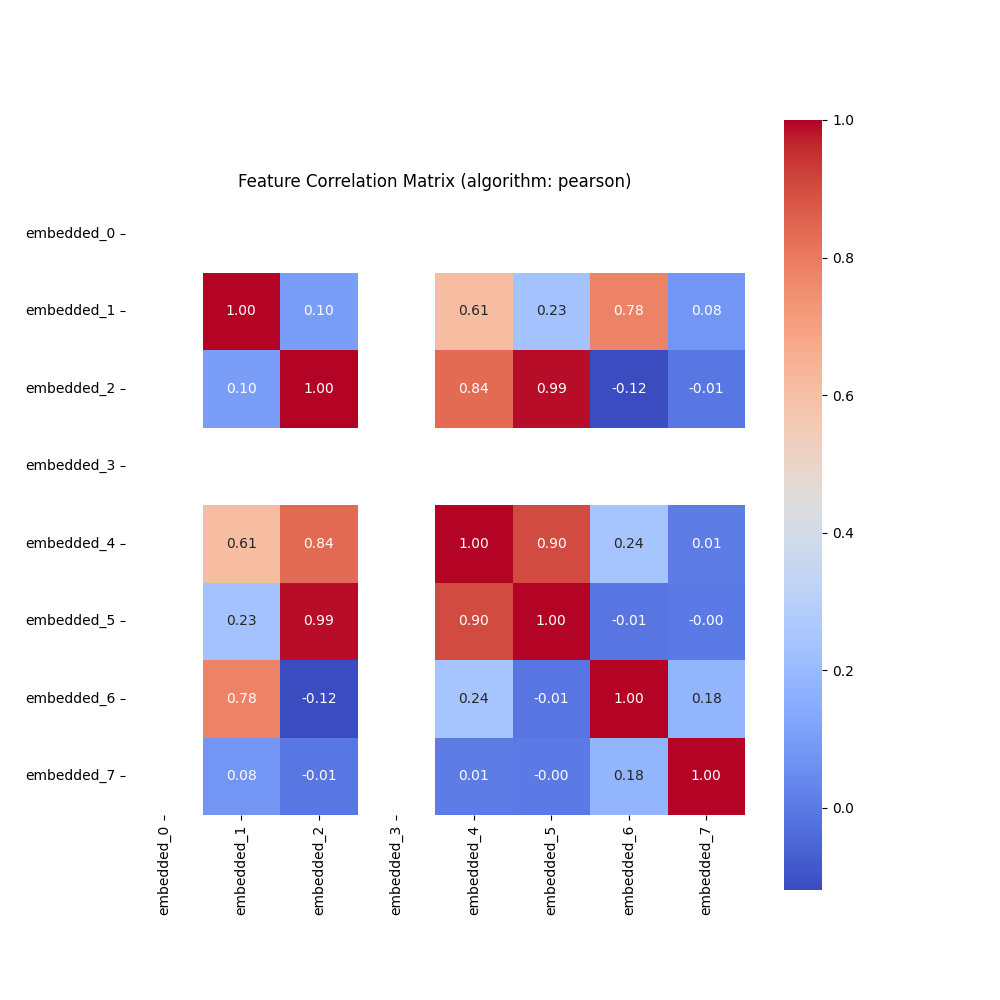 Feature Correlation Matrix (algorithm: pearson)
1.0
embedded_0
embedded_1 1.00 0.10 0.61 0.23 0.78 0.08
0.8
embedded_2 0.10 1.00 0.84 0.99 -0.12 -0.01
0.6
embedded_3
0.4
embedded_4 0.61 0.84 1.00 0.90 0.24 0.01
embedded_5 0.23 0.99 0.90 1.00 -0.01 -0.00
0.2
embedded_6 0.78 -0.12 0.24 -0.01 1.00 0.18
embedded_7 0.08 -0.01 0.01 -0.00 0.18 1.00
0.0
embedded_0 embedded_1 embedded_2 embedded_3 embedded_4 embedded_5 embedded_6 embedded_7